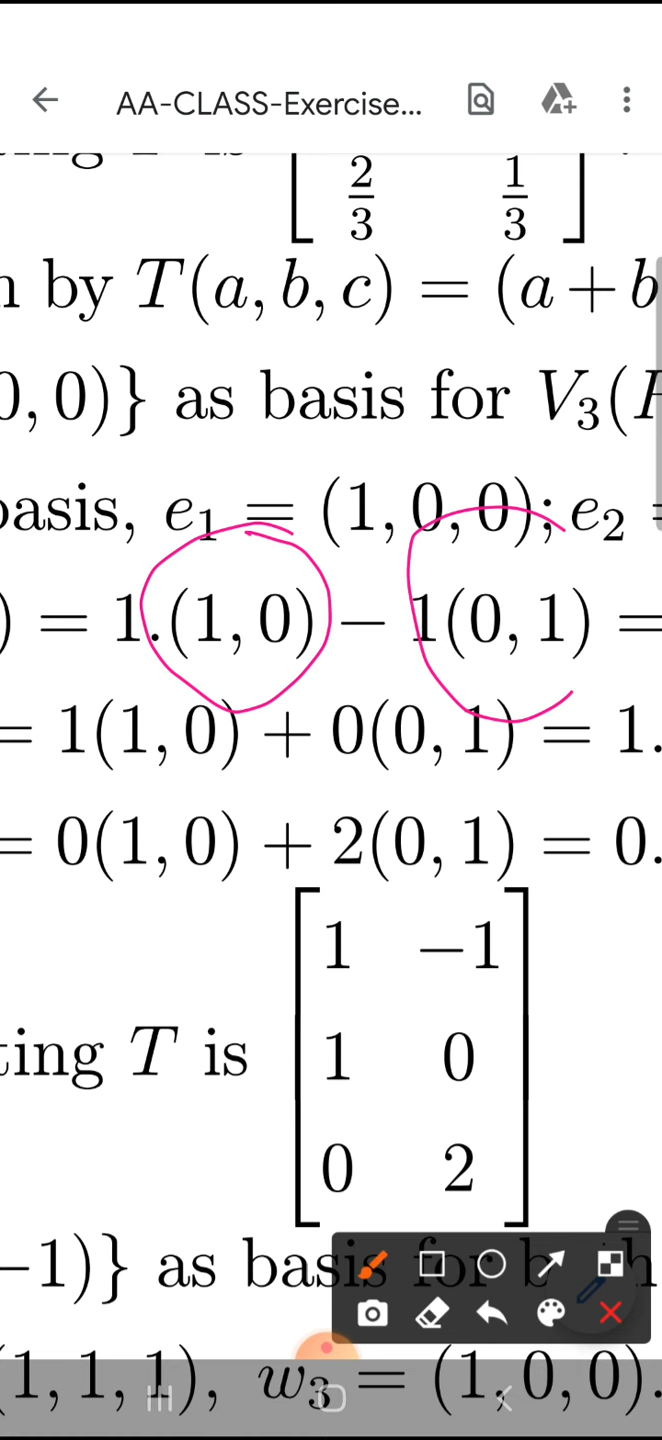 AA-CLASS-Exercise...
2/3 1/3
by T(a, b, c) = (a + b
0, 0)} as basis for V₃(F
basis, e₁ = (1, 0, 0); e₂ =
) = 1.(1, 0) − 1(0, 1) =
= 1(1, 0) + 0(0, 1) = 1.
= 0(1, 0) + 2(0, 1) = 0.
1 −1
ting T is 1 0
0 2
−1)} as basis for b h
(1, 1, 1), w₃ = (1, 0, 0).